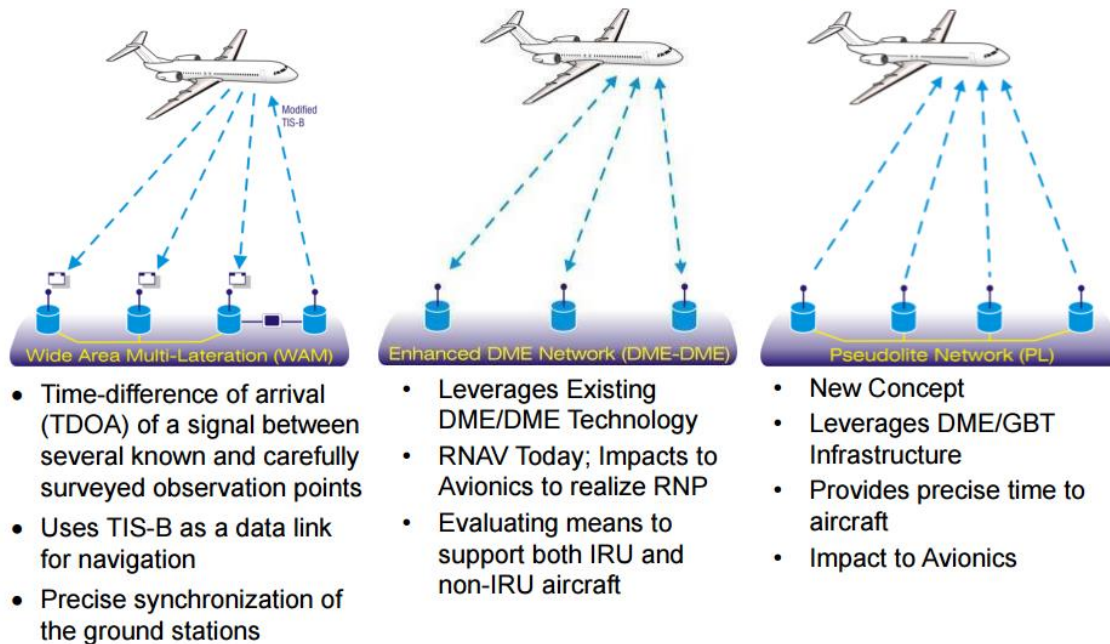 Modified
TIS-B
Wide Area Multi-Lateration (WAM)
• Time-difference of arrival
(TDOA) of a signal between
several known and carefully
surveyed observation points
• Uses TIS-B as a data link
for navigation
• Precise synchronization of
the ground stations
Enhanced DME Network (DME-DME)
• Leverages Existing
DME/DME Technology
• RNAV Today; Impacts to
Avionics to realize RNP
• Evaluating means to
support both IRU and
non-IRU aircraft
Pseudolite Network (PL)
• New Concept
• Leverages DME/GBT
Infrastructure
• Provides precise time to
aircraft
• Impact to Avionics